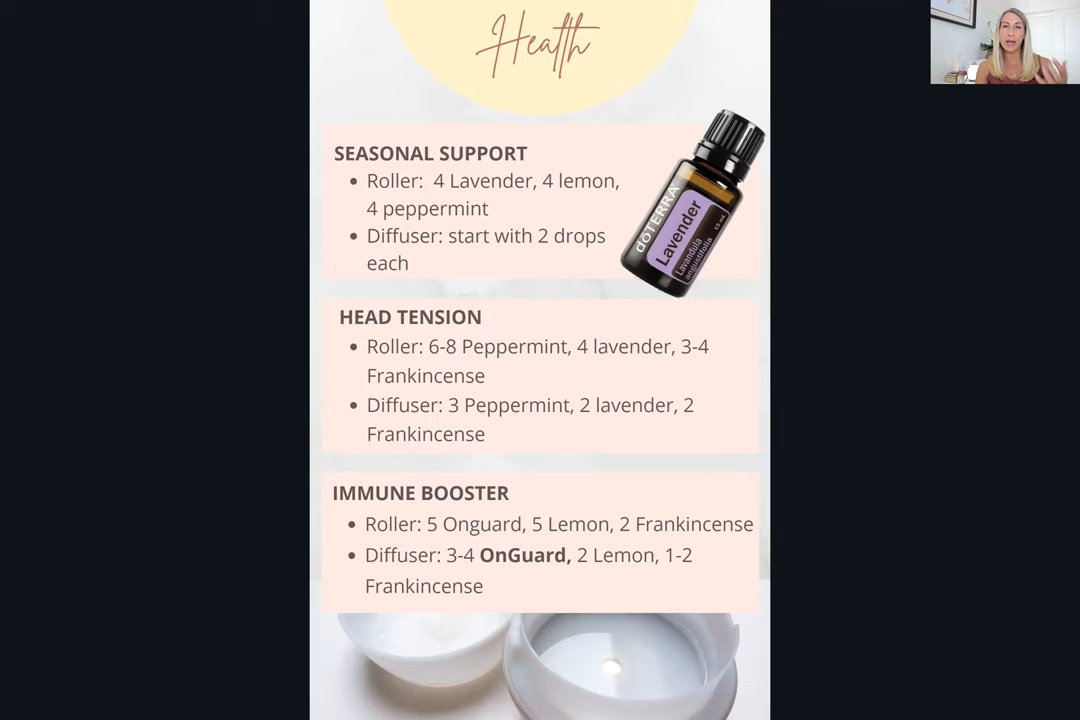 Health
SEASONAL SUPPORT
• Roller:  4 Lavender, 4 lemon,
4 peppermint
• Diffuser: start with 2 drops
each
dōTERRA
Lavender
Lavandula
angustifolia
15 mL
HEAD TENSION
• Roller: 6-8 Peppermint, 4 lavender, 3-4
Frankincense
• Diffuser: 3 Peppermint, 2 lavender, 2
Frankincense
IMMUNE BOOSTER
• Roller: 5 Onguard, 5 Lemon, 2 Frankincense
• Diffuser: 3-4 OnGuard, 2 Lemon, 1-2
Frankincense